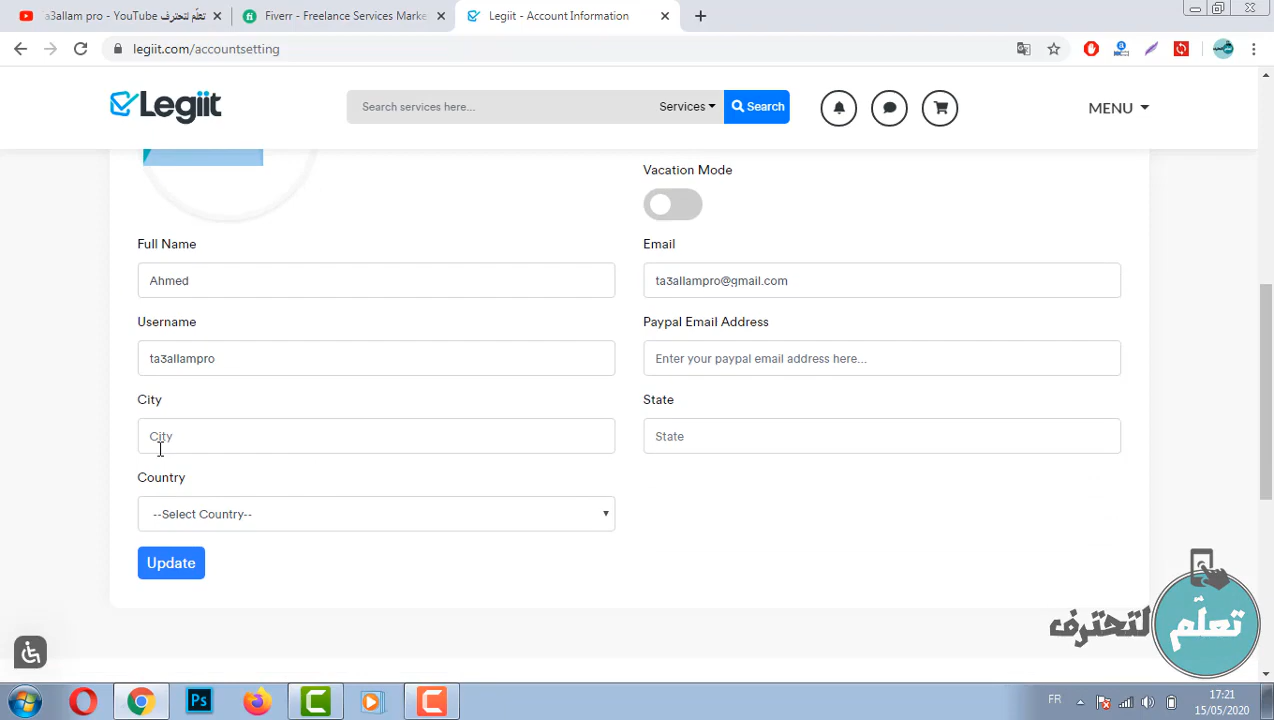 تعلّم لتحترف Ta3allam pro - YouTube
Fiverr - Freelance Services Marke
Legiit - Account Information
legiit.com/accountsetting
Legiit
Search services here...
Services
Search
MENU
Vacation Mode
Full Name
Email
Ahmed
ta3allampro@gmail.com
Username
Paypal Email Address
ta3allampro
Enter your paypal email address here...
City
State
City
State
Country
--Select Country--
Update
تعلّم لتحترف
FR
17:21
15/05/2020